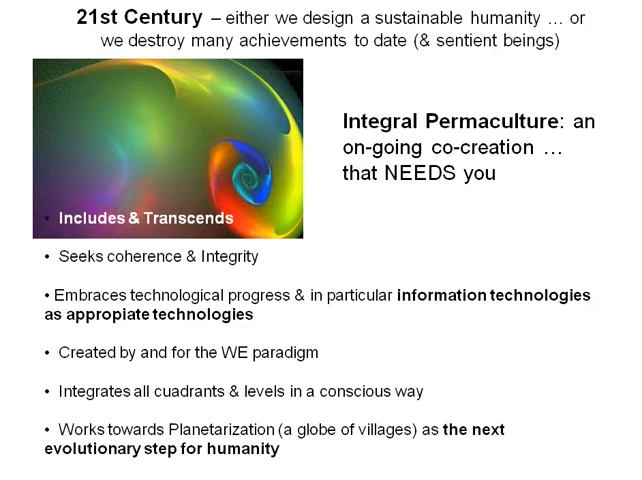 21st Century – either we design a sustainable humanity … or
we destroy many achievements to date (& sentient beings)
Integral Permaculture: an
on-going co-creation …
that NEEDS you
• Includes & Transcends
• Seeks coherence & Integrity
• Embraces technological progress & in particular information technologies
as appropiate technologies
• Created by and for the WE paradigm
• Integrates all cuadrants & levels in a conscious way
• Works towards Planetarization (a globe of villages) as the next
evolutionary step for humanity